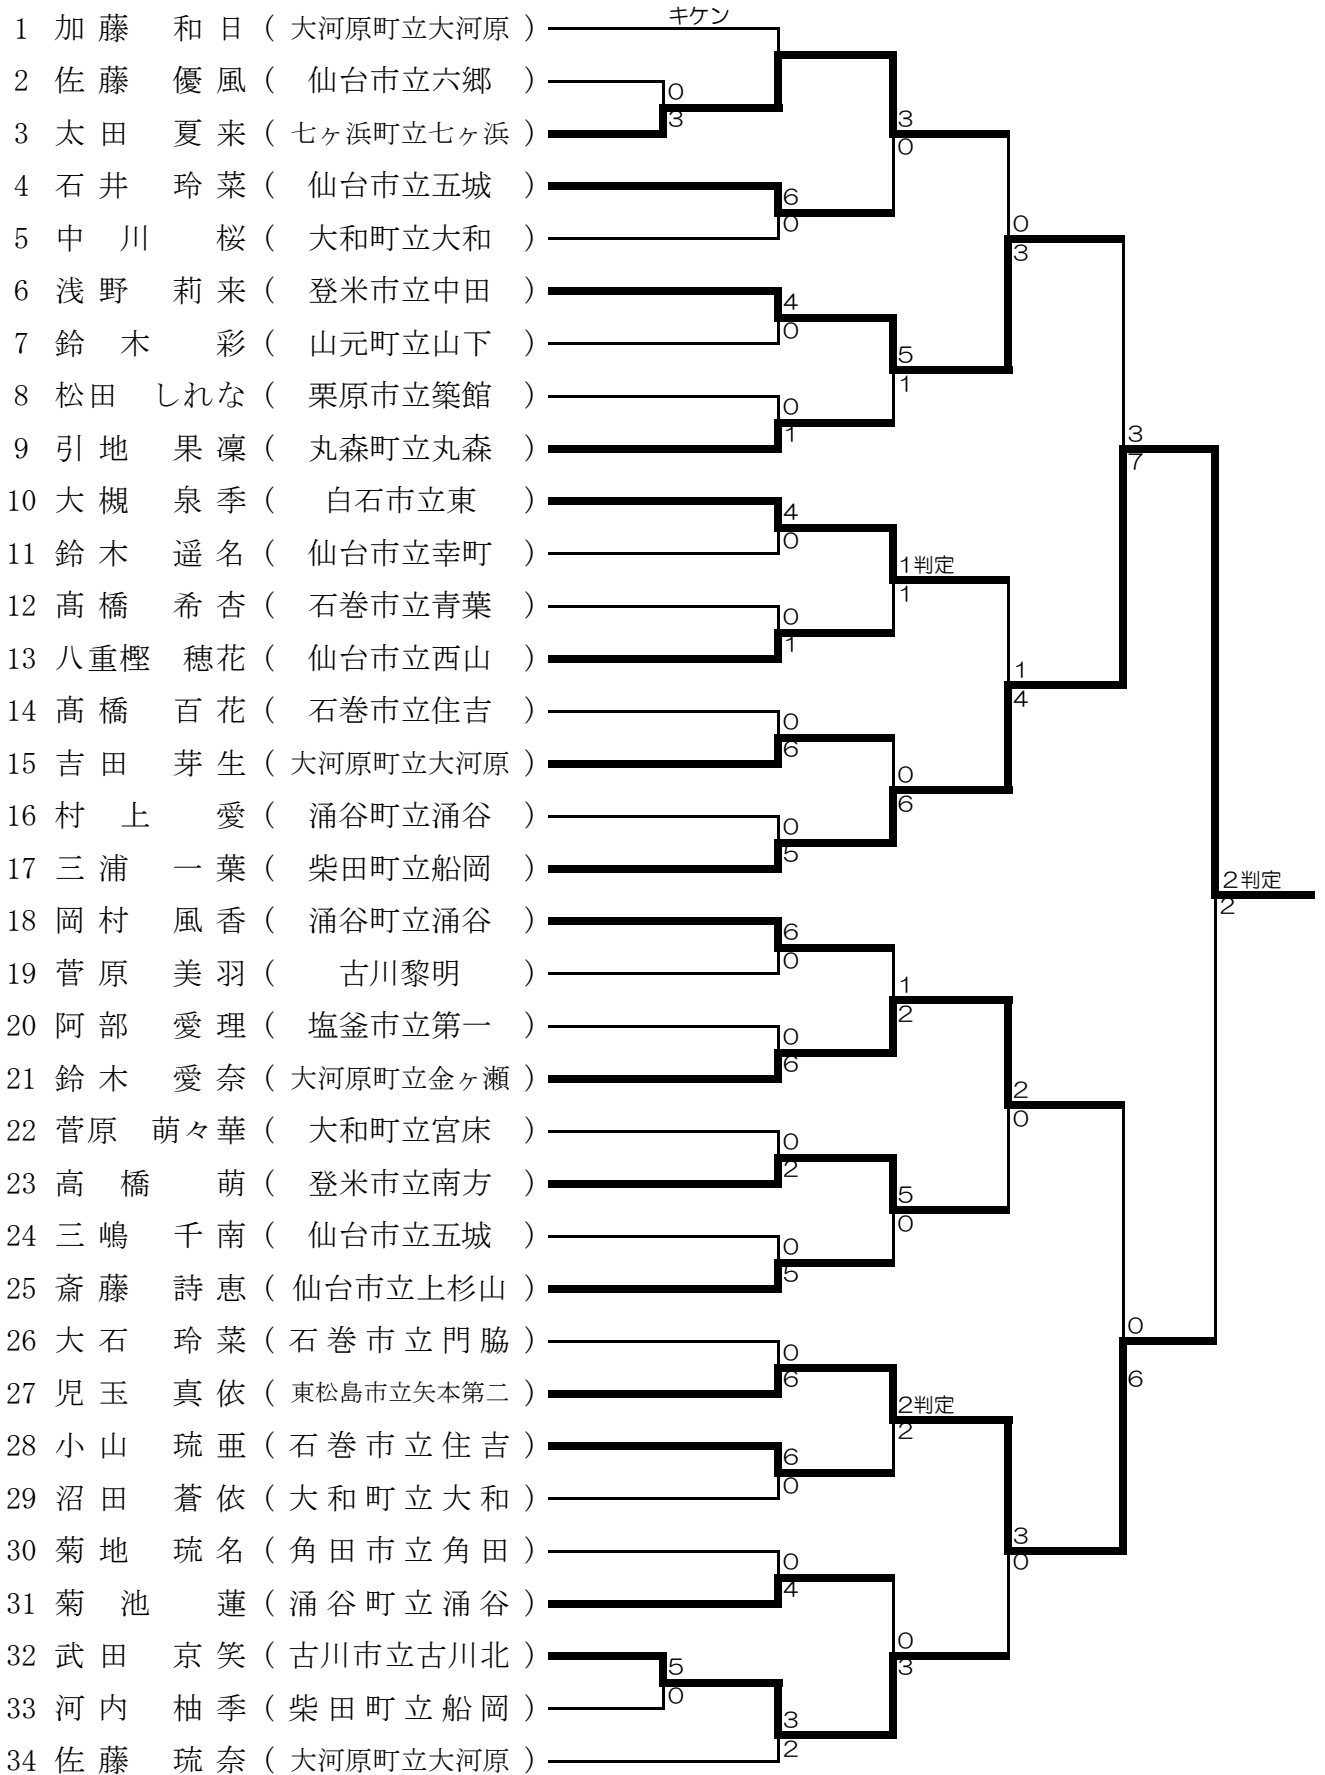 キケン
1 加藤 和日 ( 大河原町立大河原 )
2 佐藤 優風 ( 仙台市立六郷 )
0
3
3 太田 夏来 ( 七ヶ浜町立七ヶ浜 )
3
0
4 石井 玲菜 ( 仙台市立五城 )
6
0
5 中川 桜 ( 大和町立大和 )
0
3
6 浅野 莉来 ( 登米市立中田 )
4
0
7 鈴木 彩 ( 山元町立山下 )
5
1
8 松田 しれな ( 栗原市立築館 )
0
1
9 引地 果凜 ( 丸森町立丸森 )
3
7
10 大槻 泉季 ( 白石市立東 )
4
0
11 鈴木 遥名 ( 仙台市立幸町 )
1判定
1
12 髙橋 希杏 ( 石巻市立青葉 )
0
1
13 八重樫 穂花 ( 仙台市立西山 )
1
4
14 髙橋 百花 ( 石巻市立住吉 )
0
6
15 吉田 芽生 ( 大河原町立大河原 )
0
6
16 村上 愛 ( 涌谷町立涌谷 )
0
5
17 三浦 一葉 ( 柴田町立船岡 )
2判定
2
18 岡村 風香 ( 涌谷町立涌谷 )
6
0
19 菅原 美羽 ( 古川黎明 )
1
2
20 阿部 愛理 ( 塩釜市立第一 )
0
6
21 鈴木 愛奈 ( 大河原町立金ヶ瀬 )
2
0
22 菅原 萌々華 ( 大和町立宮床 )
0
2
23 高橋 萌 ( 登米市立南方 )
5
0
24 三嶋 千南 ( 仙台市立五城 )
0
5
25 斎藤 詩恵 ( 仙台市立上杉山 )
0
6
26 大石 玲菜 ( 石巻市立門脇 )
0
6
27 児玉 真依 ( 東松島市立矢本第二 )
2判定
2
28 小山 琉亜 ( 石巻市立住吉 )
6
0
29 沼田 蒼依 ( 大和町立大和 )
3
0
30 菊地 琉名 ( 角田市立角田 )
0
4
31 菊池 蓮 ( 涌谷町立涌谷 )
0
3
32 武田 京笑 ( 古川市立古川北 )
5
0
33 河内 柚季 ( 柴田町立船岡 )
3
2
34 佐藤 琉奈 ( 大河原町立大河原 )